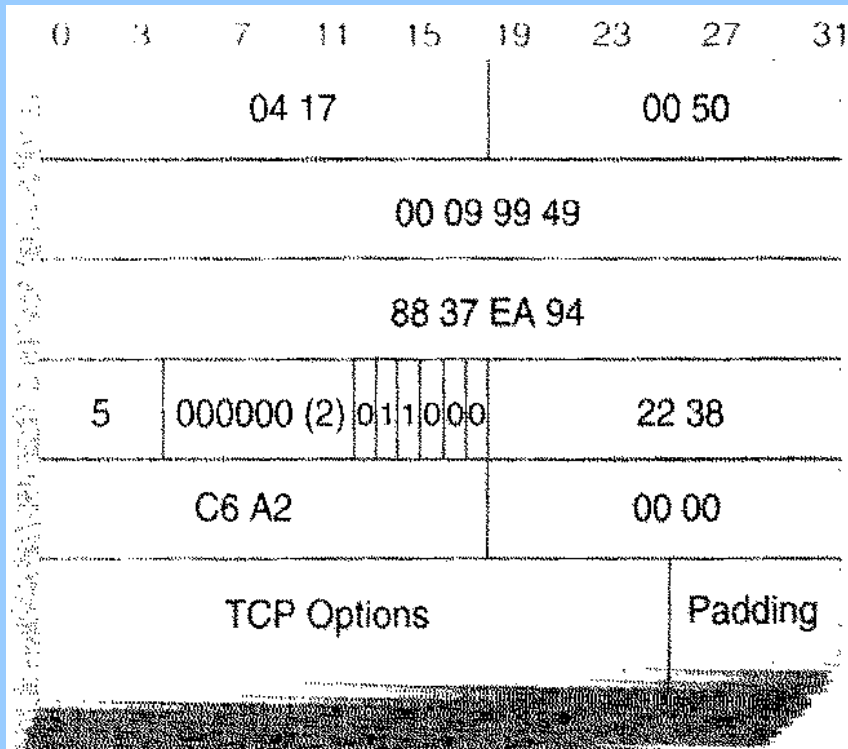 0 3 7 11 15 19 23 27 31
04 17 00 50
00 09 99 49
88 37 EA 94
5 000000 (2) 0 1 1 0 0 0 22 38
C6 A2 00 00
TCP Options Padding